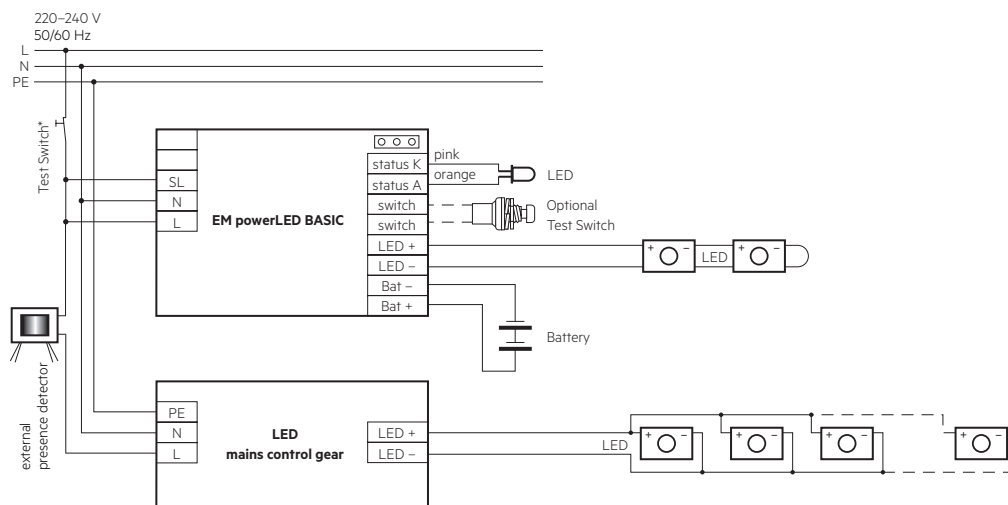 220–240 V
50/60 Hz
L
N
PE
Test Switch*
SL
N
L
EM powerLED BASIC
status K
status A
switch
switch
LED +
LED –
Bat –
Bat +
pink
orange
LED
Optional
Test Switch
+ –
LED
+ –
Battery
external
presence detector
PE
N
L
LED
mains control gear
LED +
LED –
LED
+ –
+ –
+ –
+ –